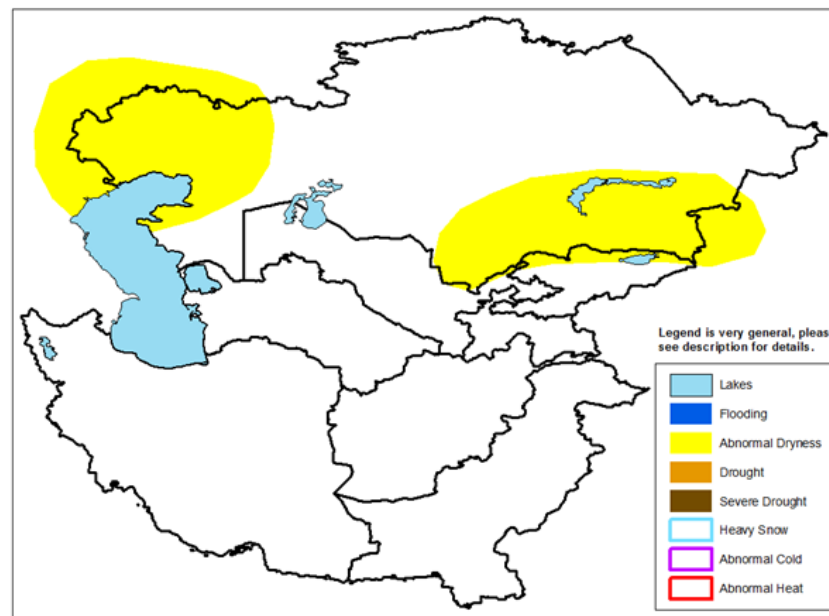 Legend is very general, pleas
see description for details.
Lakes
Flooding
Abnormal Dryness
Drought
Severe Drought
Heavy Snow
Abnormal Cold
Abnormal Heat